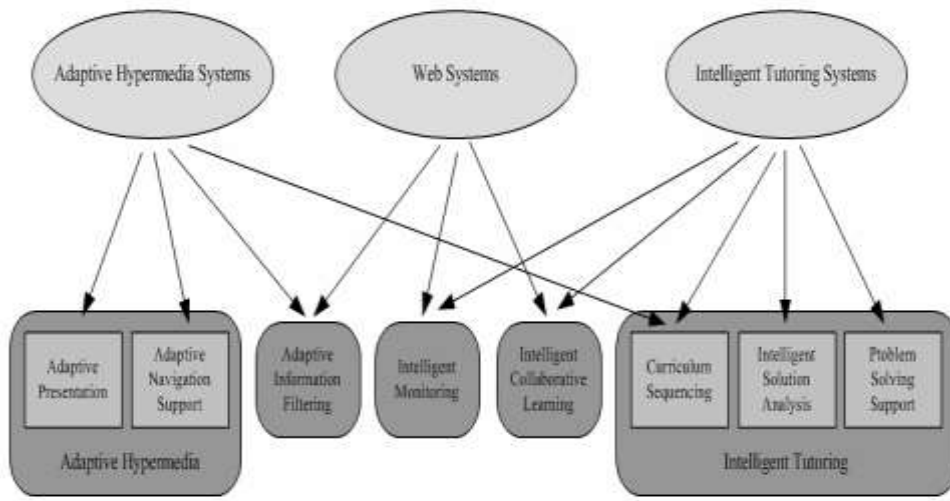 Adaptive Hypermedia Systems
Web Systems
Intelligent Tutoring Systems
Adaptive
Presentation
Adaptive
Navigation
Support
Adaptive Hypermedia
Adaptive
Information
Filtering
Intelligent
Monitoring
Intelligent
Collaborative
Learning
Curriculum
Sequencing
Intelligent
Solution
Analysis
Problem
Solving
Support
Intelligent Tutoring